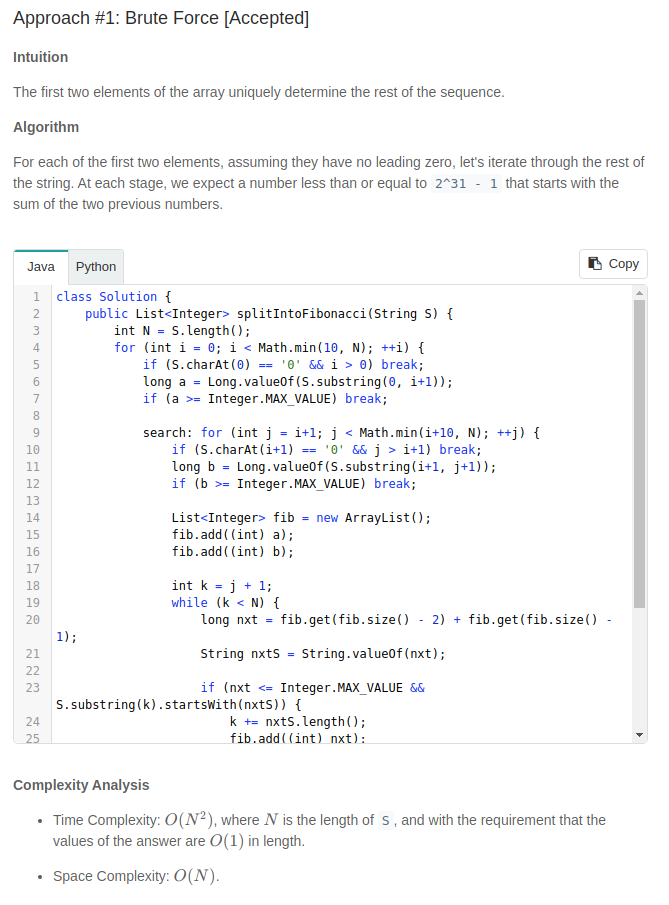 Approach #1: Brute Force [Accepted]
Intuition
The first two elements of the array uniquely determine the rest of the sequence.
Algorithm
For each of the first two elements, assuming they have no leading zero, let's iterate through the rest of
the string. At each stage, we expect a number less than or equal to 2^31 - 1 that starts with the
sum of the two previous numbers.
Java Python Copy
1 class Solution {
2     public List<Integer> splitIntoFibonacci(String S) {
3         int N = S.length();
4         for (int i = 0; i < Math.min(10, N); ++i) {
5             if (S.charAt(0) == '0' && i > 0) break;
6             long a = Long.valueOf(S.substring(0, i+1));
7             if (a >= Integer.MAX_VALUE) break;
8
9             search: for (int j = i+1; j < Math.min(i+10, N); ++j) {
10                 if (S.charAt(i+1) == '0' && j > i+1) break;
11                 long b = Long.valueOf(S.substring(i+1, j+1));
12                 if (b >= Integer.MAX_VALUE) break;
13
14                 List<Integer> fib = new ArrayList();
15                 fib.add((int) a);
16                 fib.add((int) b);
17
18                 int k = j + 1;
19                 while (k < N) {
20                     long nxt = fib.get(fib.size() - 2) + fib.get(fib.size() -
1);
21                     String nxtS = String.valueOf(nxt);
22
23                     if (nxt <= Integer.MAX_VALUE &&
S.substring(k).startsWith(nxtS)) {
24                         k += nxtS.length();
25                         fib.add((int) nxt);
Complexity Analysis
• Time Complexity: O(N²), where N is the length of S, and with the requirement that the
values of the answer are O(1) in length.
• Space Complexity: O(N).